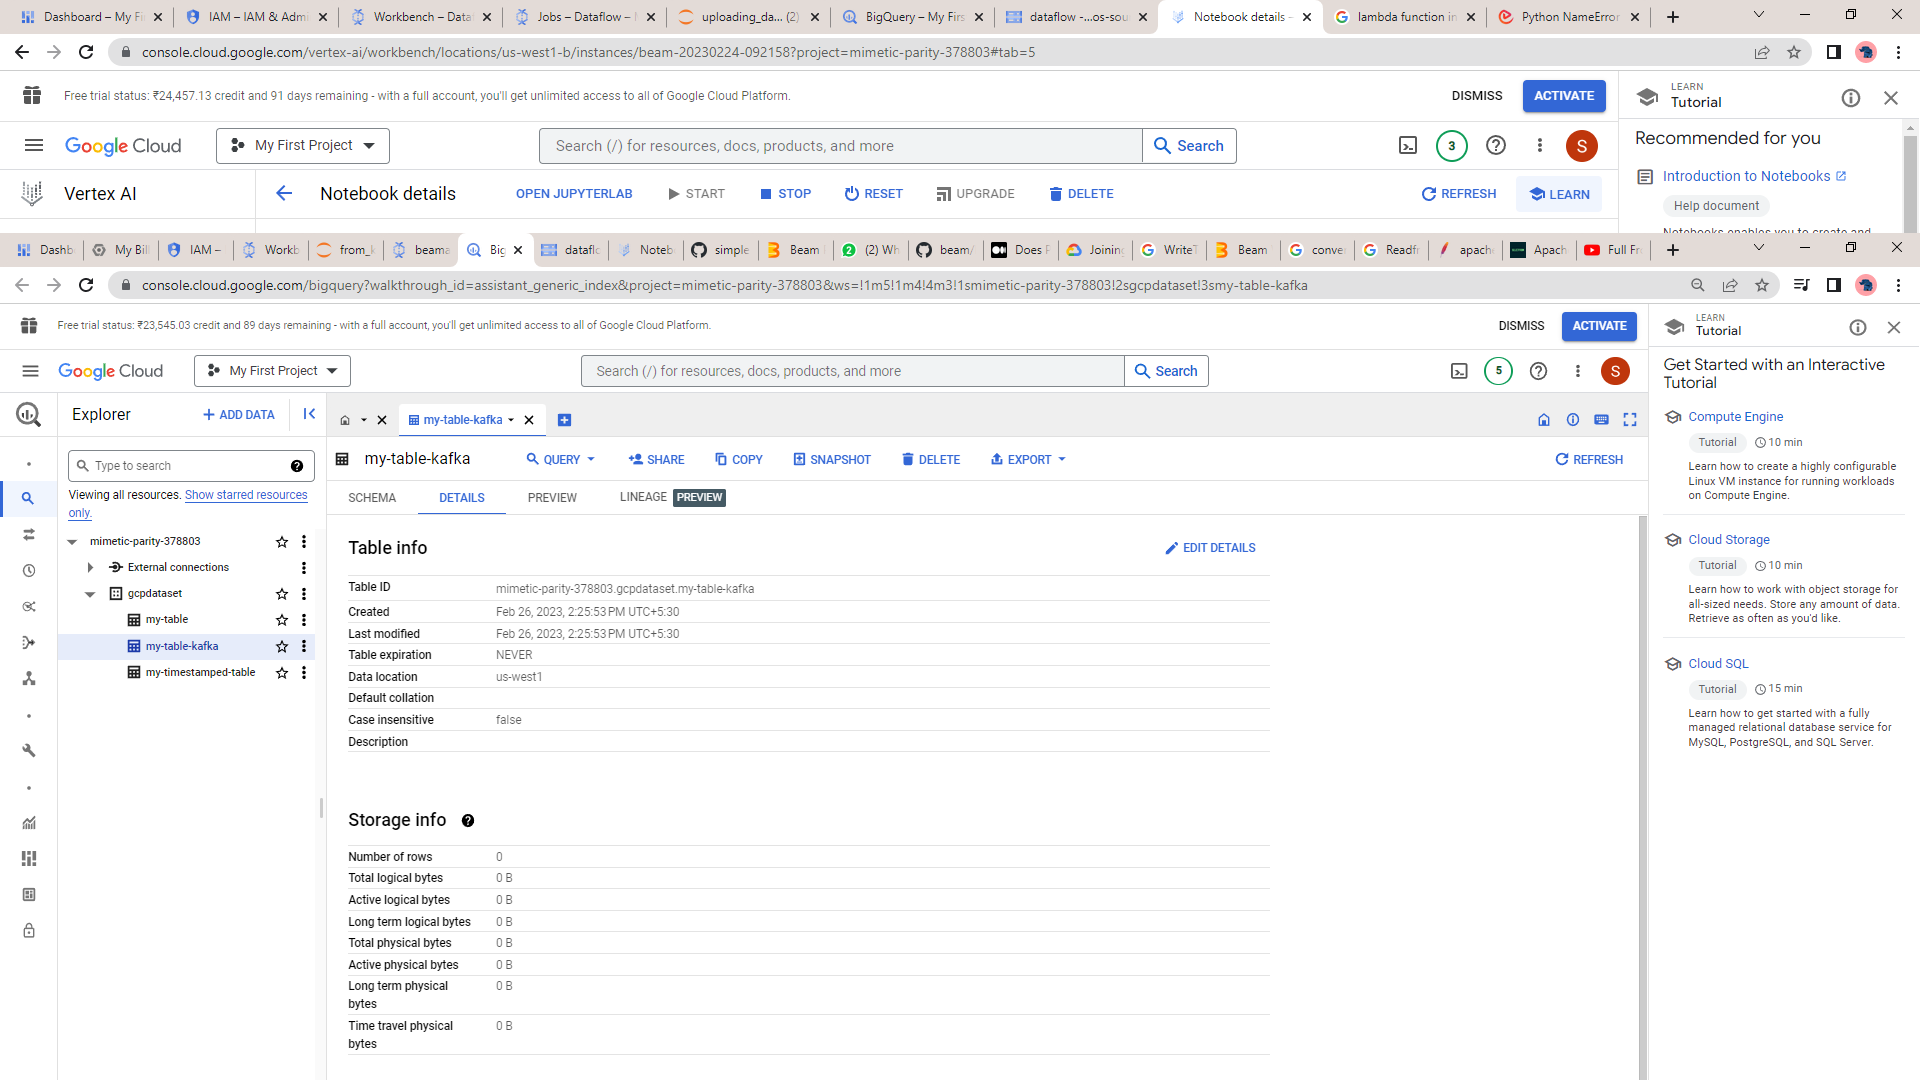 Dashboard – My Fi
IAM – IAM & Admi
Workbench – Data
Jobs – Dataflow –
uploading_da... (2)
BigQuery – My Firs
dataflow -...os-sou
Notebook details –
lambda function in
Python NameError
console.cloud.google.com/vertex-ai/workbench/locations/us-west1-b/instances/beam-20230224-092158?project=mimetic-parity-378803#tab=5
Free trial status: ₹24,457.13 credit and 91 days remaining - with a full account, you'll get unlimited access to all of Google Cloud Platform.
DISMISS
ACTIVATE
LEARN
Tutorial
Google Cloud
My First Project
Search (/) for resources, docs, products, and more
Search
3
S
Recommended for you
Introduction to Notebooks
Help document
Notebooks enables you to create and
Vertex AI
Notebook details
OPEN JUPYTERLAB
START
STOP
RESET
UPGRADE
DELETE
REFRESH
LEARN
Dashb
My Bil
IAM –
Workb
from_k
beama
Big
dataflo
Noteb
simple
Beam
(2) Wh
beam/
Does P
Joining
WriteT
Beam
conver
Readfr
apache
Apach
Full Fr
console.cloud.google.com/bigquery?walkthrough_id=assistant_generic_index&project=mimetic-parity-378803&ws=!1m5!1m4!4m3!1smimetic-parity-378803!2sgcpdataset!3smy-table-kafka
Free trial status: ₹23,545.03 credit and 89 days remaining - with a full account, you'll get unlimited access to all of Google Cloud Platform.
DISMISS
ACTIVATE
LEARN
Tutorial
Google Cloud
My First Project
Search (/) for resources, docs, products, and more
Search
5
S
Get Started with an Interactive
Tutorial
Compute Engine
Tutorial
10 min
Learn how to create a highly configurable
Linux VM instance for running workloads
on Compute Engine.
Cloud Storage
Tutorial
10 min
Learn how to work with object storage for
all-sized needs. Store any amount of data.
Retrieve as often as you'd like.
Cloud SQL
Tutorial
15 min
Learn how to get started with a fully
managed relational database service for
MySQL, PostgreSQL, and SQL Server.
Explorer
ADD DATA
Type to search
Viewing all resources. Show starred resources
only.
mimetic-parity-378803
External connections
gcpdataset
my-table
my-table-kafka
my-timestamped-table
my-table-kafka
my-table-kafka
QUERY
SHARE
COPY
SNAPSHOT
DELETE
EXPORT
REFRESH
SCHEMA
DETAILS
PREVIEW
LINEAGE PREVIEW
Table info
EDIT DETAILS
Table ID mimetic-parity-378803.gcpdataset.my-table-kafka
Created Feb 26, 2023, 2:25:53 PM UTC+5:30
Last modified Feb 26, 2023, 2:25:53 PM UTC+5:30
Table expiration NEVER
Data location us-west1
Default collation
Case insensitive false
Description
Storage info
Number of rows 0
Total logical bytes 0 B
Active logical bytes 0 B
Long term logical bytes 0 B
Total physical bytes 0 B
Active physical bytes 0 B
Long term physical 0 B
bytes
Time travel physical 0 B
bytes